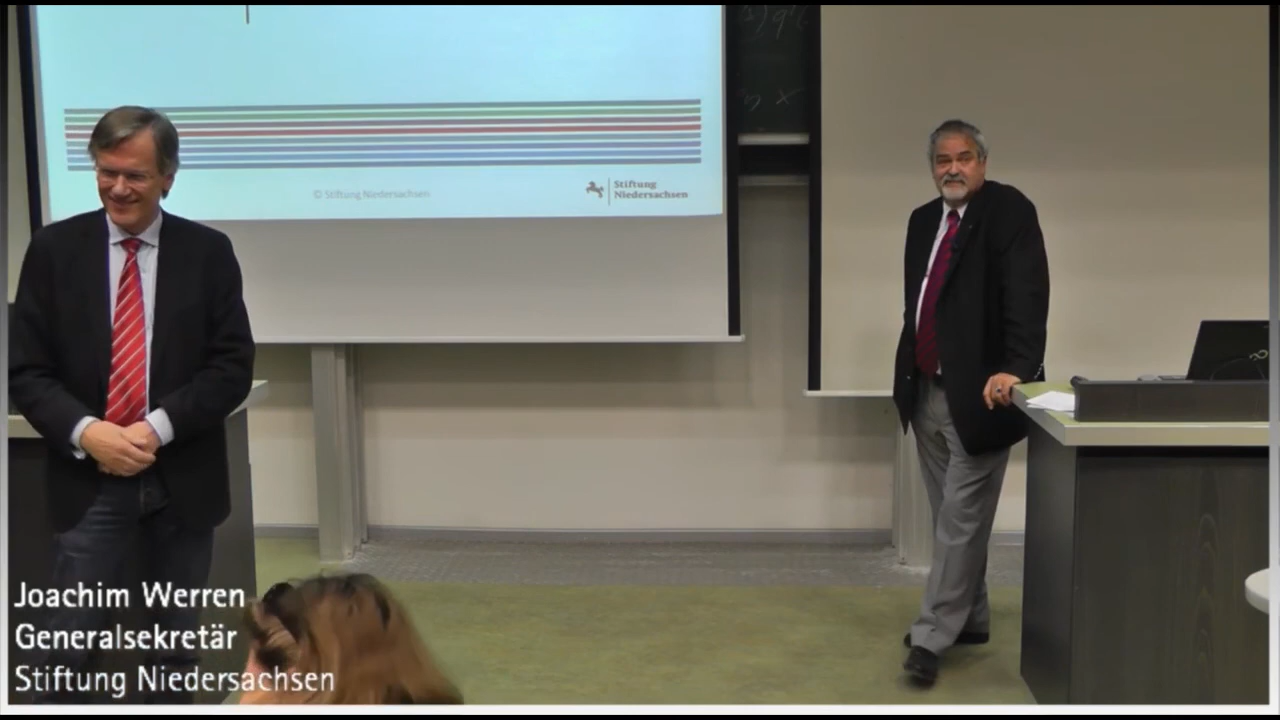 © Stiftung Niedersachsen
Stiftung
Niedersachsen
Joachim Werren
Generalsekretär
Stiftung Niedersachsen